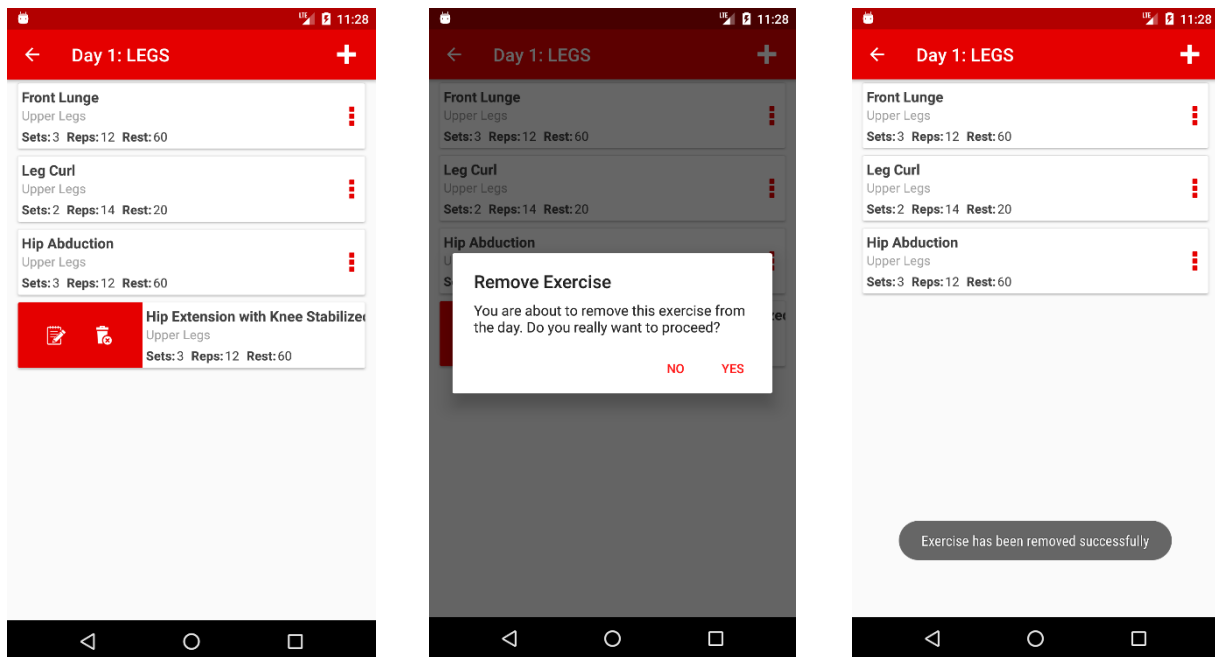 LTE 11:28
Day 1: LEGS
Front Lunge
Upper Legs
Sets:3 Reps:12 Rest:60
Leg Curl
Upper Legs
Sets:2 Reps:14 Rest:20
Hip Abduction
Upper Legs
Sets:3 Reps:12 Rest:60
Hip Extension with Knee Stabilized
Upper Legs
Sets:3 Reps:12 Rest:60
LTE 11:28
Day 1: LEGS
Front Lunge
Upper Legs
Sets:3 Reps:12 Rest:60
Leg Curl
Upper Legs
Sets:2 Reps:14 Rest:20
Hip Abduction
Remove Exercise
You are about to remove this exercise from
the day. Do you really want to proceed?
NO YES
LTE 11:28
Day 1: LEGS
Front Lunge
Upper Legs
Sets:3 Reps:12 Rest:60
Leg Curl
Upper Legs
Sets:2 Reps:14 Rest:20
Hip Abduction
Upper Legs
Sets:3 Reps:12 Rest:60
Exercise has been removed successfully